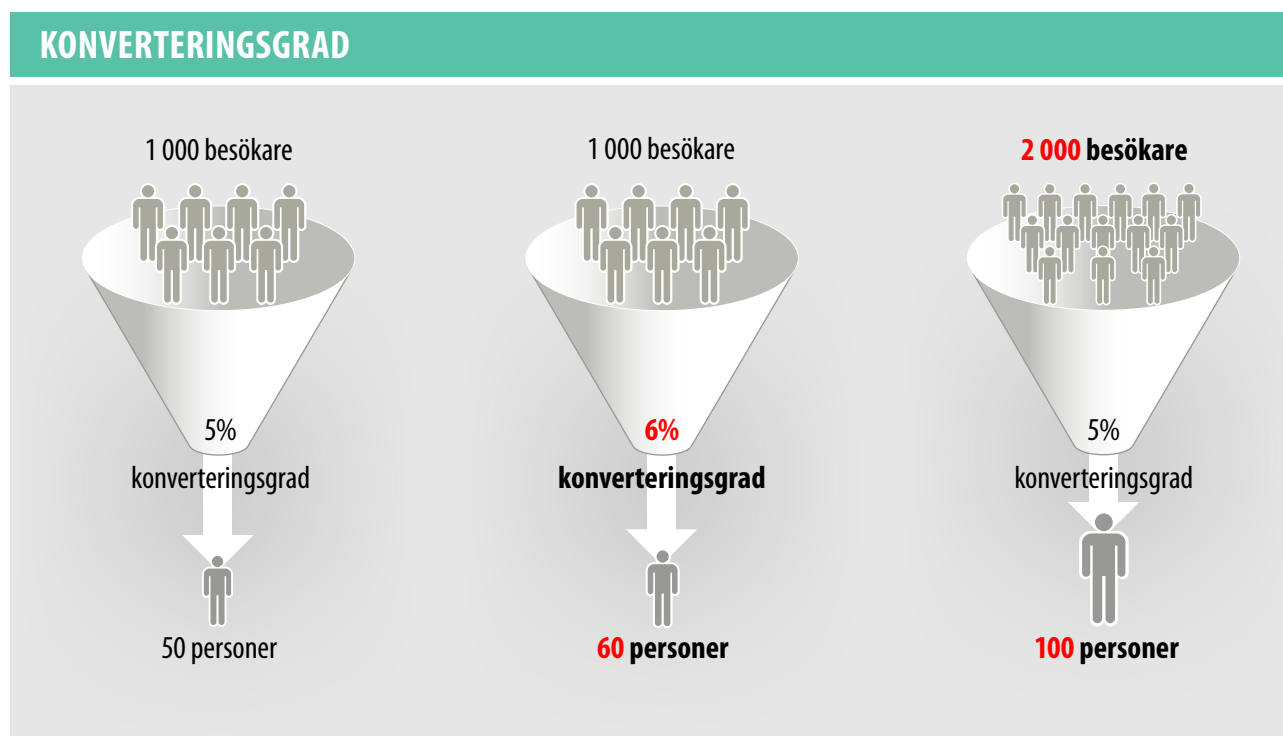 KONVERTERINGSGRAD
1 000 besökare
5%
konverteringsgrad
50 personer
1 000 besökare
6%
konverteringsgrad
60 personer
2 000 besökare
5%
konverteringsgrad
100 personer